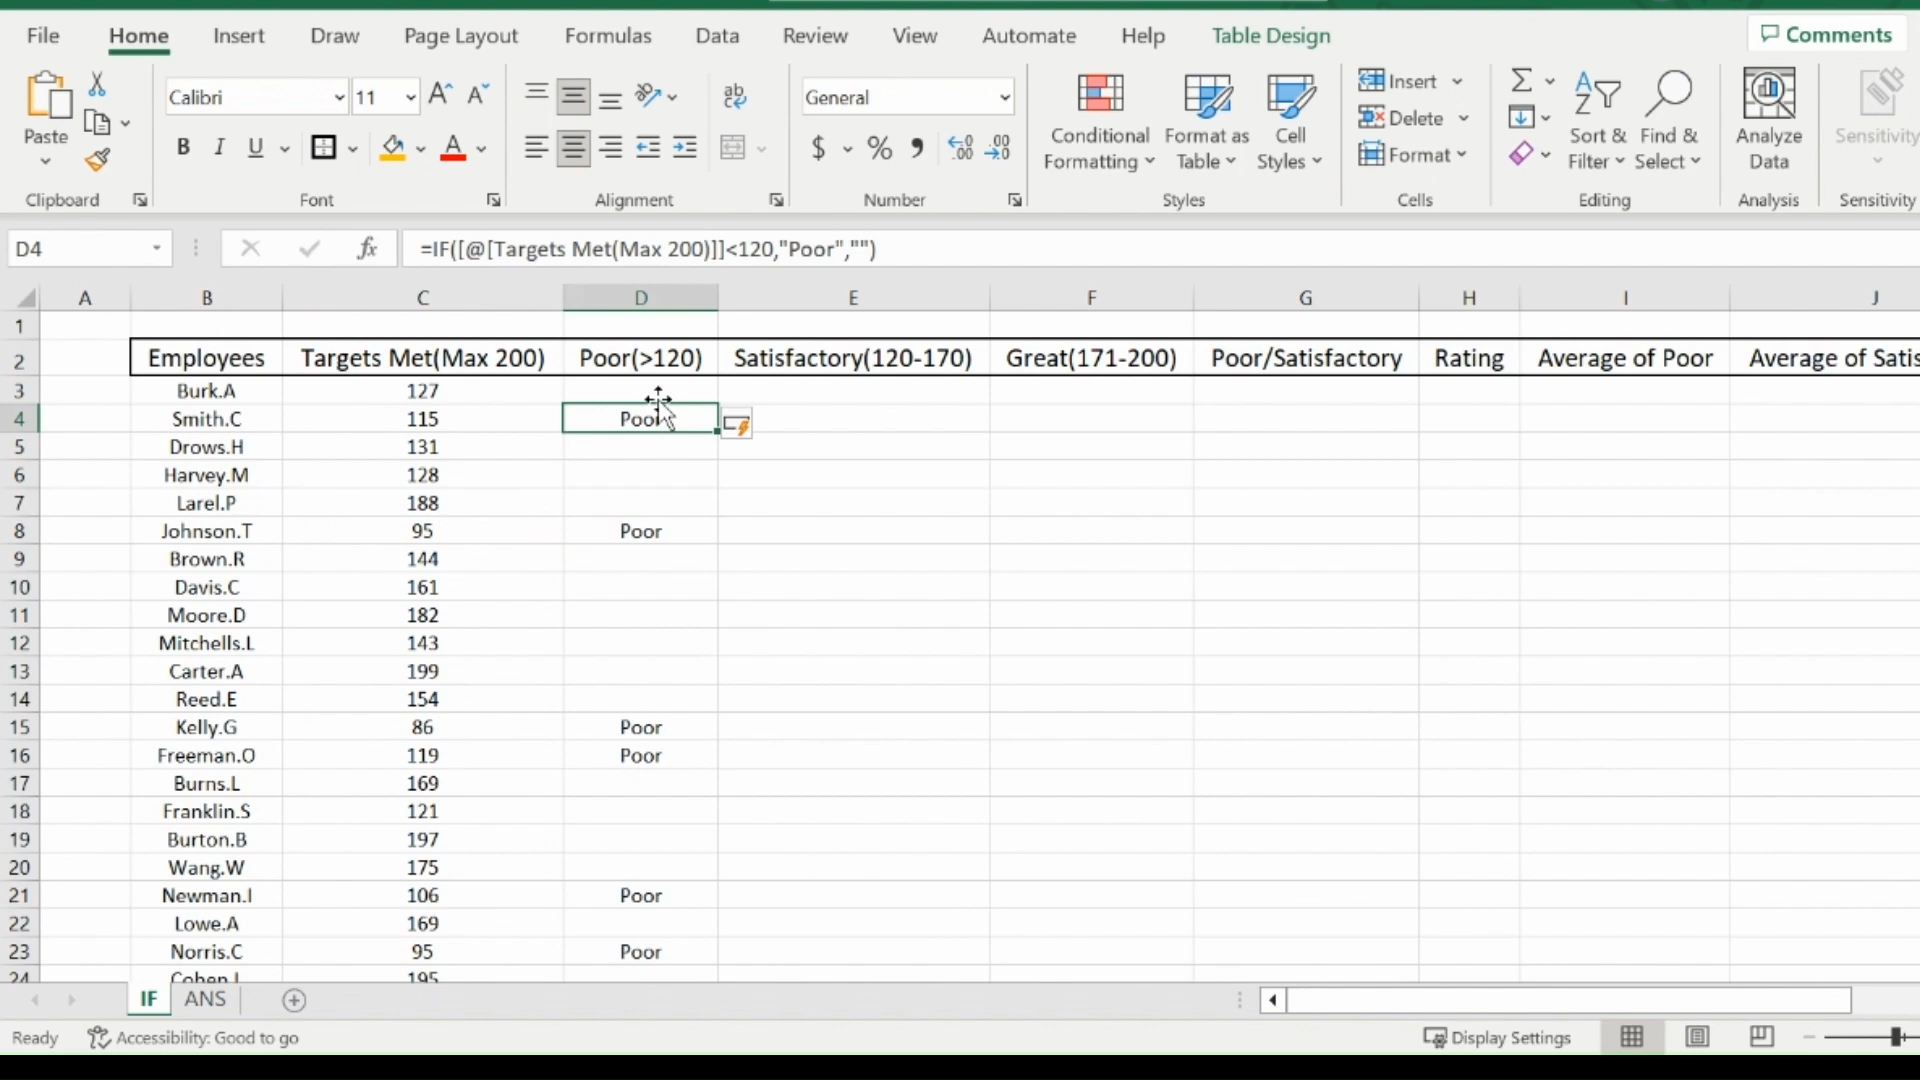 File Home Insert Draw Page Layout Formulas Data Review View Automate Help Table Design Comments
Calibri 11 A A ab General Insert Σ A Z
Paste Conditional Format as Cell Delete Sort & Find & Analyze Sensitivity
B I U A $ % 9 .00 .00 Formatting Table Styles Format Filter Select Data
Clipboard Font Alignment Number Styles Cells Editing Analysis Sensitivity
D4 fx =IF([@[Targets Met(Max 200)]]<120,"Poor","")
A B C D E F G H I J
1
2 Employees Targets Met(Max 200) Poor(>120) Satisfactory(120-170) Great(171-200) Poor/Satisfactory Rating Average of Poor Average of Satis
3 Burk.A 127
4 Smith.C 115 Poor
5 Drows.H 131
6 Harvey.M 128
7 Larel.P 188
8 Johnson.T 95 Poor
9 Brown.R 144
10 Davis.C 161
11 Moore.D 182
12 Mitchells.L 143
13 Carter.A 199
14 Reed.E 154
15 Kelly.G 86 Poor
16 Freeman.O 119 Poor
17 Burns.L 169
18 Franklin.S 121
19 Burton.B 197
20 Wang.W 175
21 Newman.I 106 Poor
22 Lowe.A 169
23 Norris.C 95 Poor
24 195
IF ANS
Ready Accessibility: Good to go Display Settings